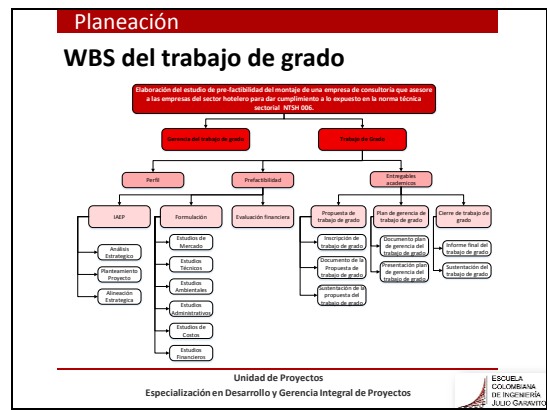 Planeación
WBS del trabajo de grado
Elaboración del estudio de pre-factibilidad del montaje de una empresa de consultoría que asesore
a las empresas del sector hotelero para dar cumplimiento a lo expuesto en la norma técnica
sectorial NTSH 006.
Gerencia del trabajo de grado
Trabajo de Grado
Perfil
Prefactibilidad
Entregables
academicos
IAEP
Formulación
Evaluación financiera
Propuesta de
trabajo de grado
Plan de gerencia de
trabajo de grado
Cierre de trabajo de
grado
Análisis
Estrategico
Planteamiento
Proyecto
Alineación
Estrategica
Estudios de
Mercado
Estudios
Técnicos
Estudios
Ambientales
Estudios
Administrativos
Estudios de
Costos
Estudios
Financieros
Inscripción de
trabajo de grado
Documento de la
Propuesta de
trabajo de grado
Sustentación de la
propuesta del
trabajo de grado
Documento plan
de gerencia del
trabajo de grado
Presentación plan
de gerencia del
trabajo de grado
Informe final del
trabajo de grado
Sustentación del
trabajo de grado
Unidad de Proyectos
Especialización en Desarrollo y Gerencia Integral de Proyectos
ESCUELA
COLOMBIANA
DE INGENIERÍA
JULIO GARAVITO